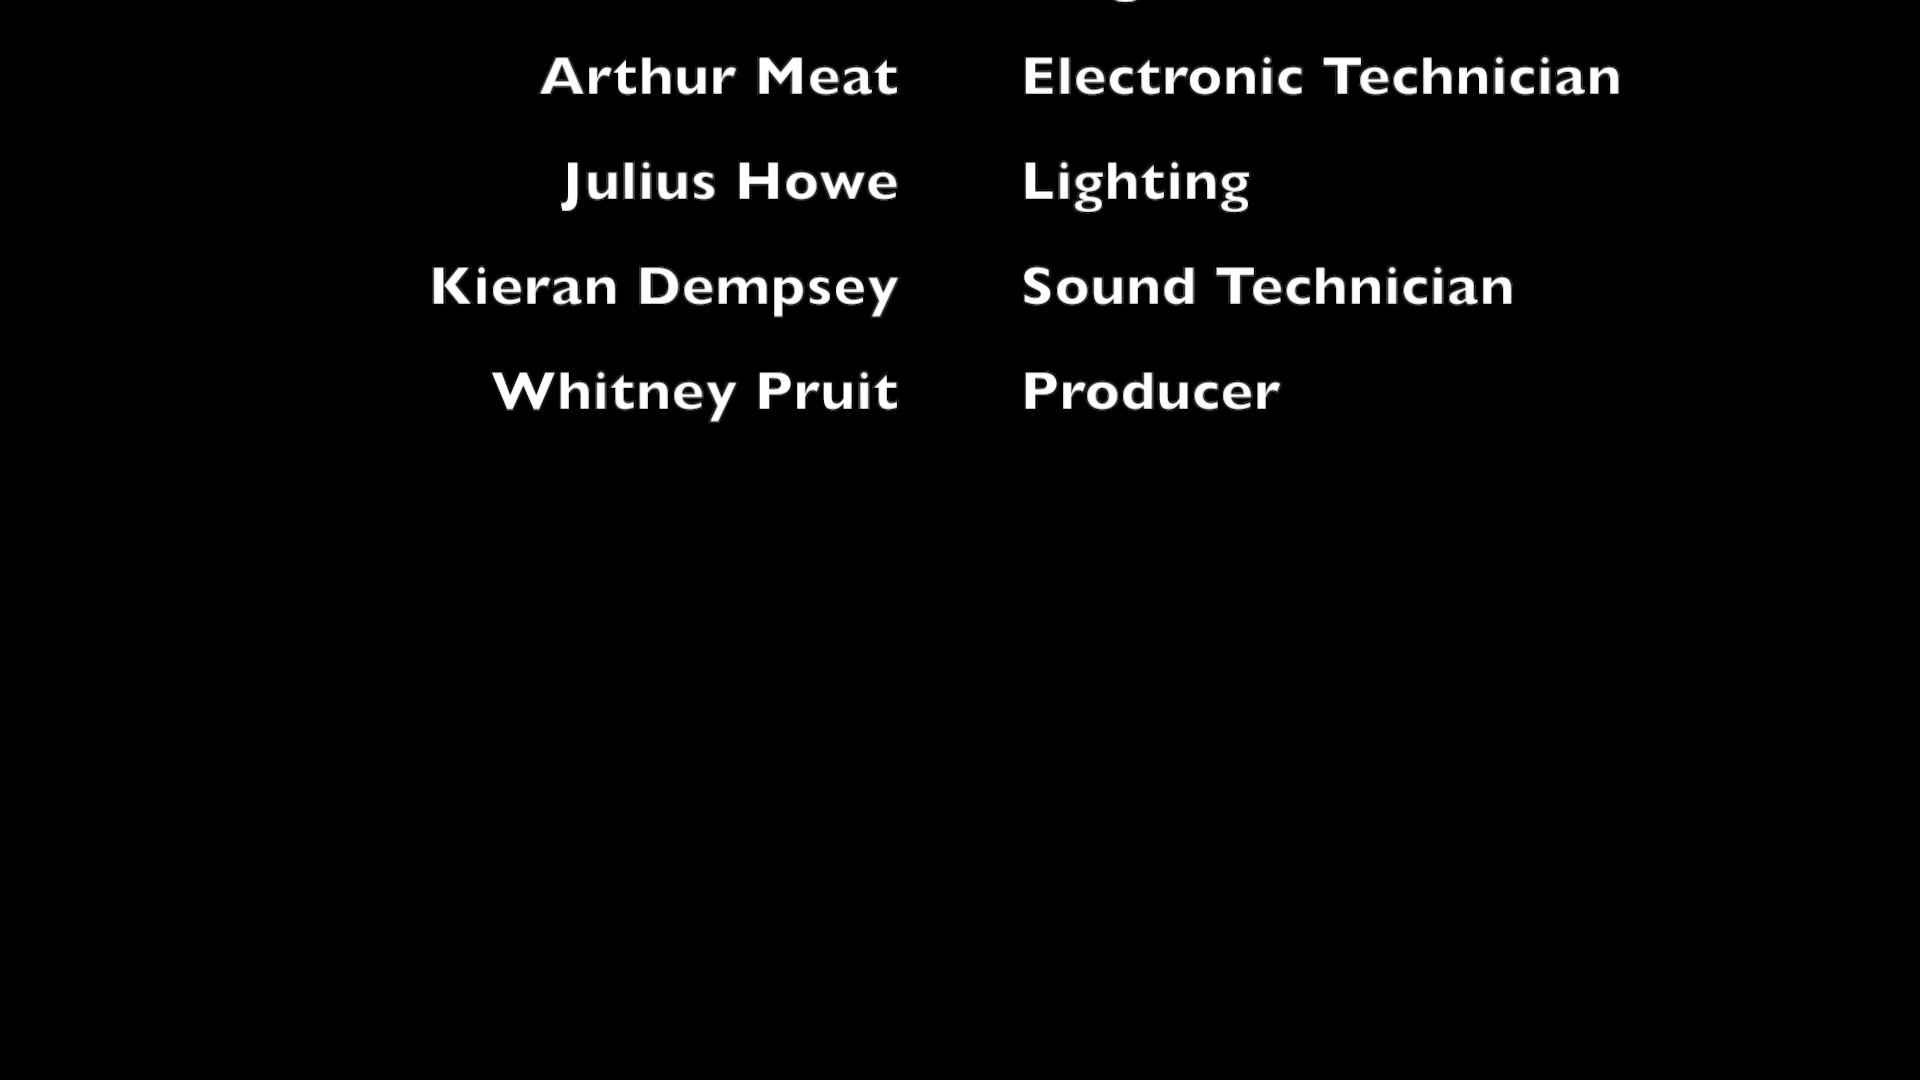 Arthur Meat Electronic Technician
Julius Howe Lighting
Kieran Dempsey Sound Technician
Whitney Pruit Producer